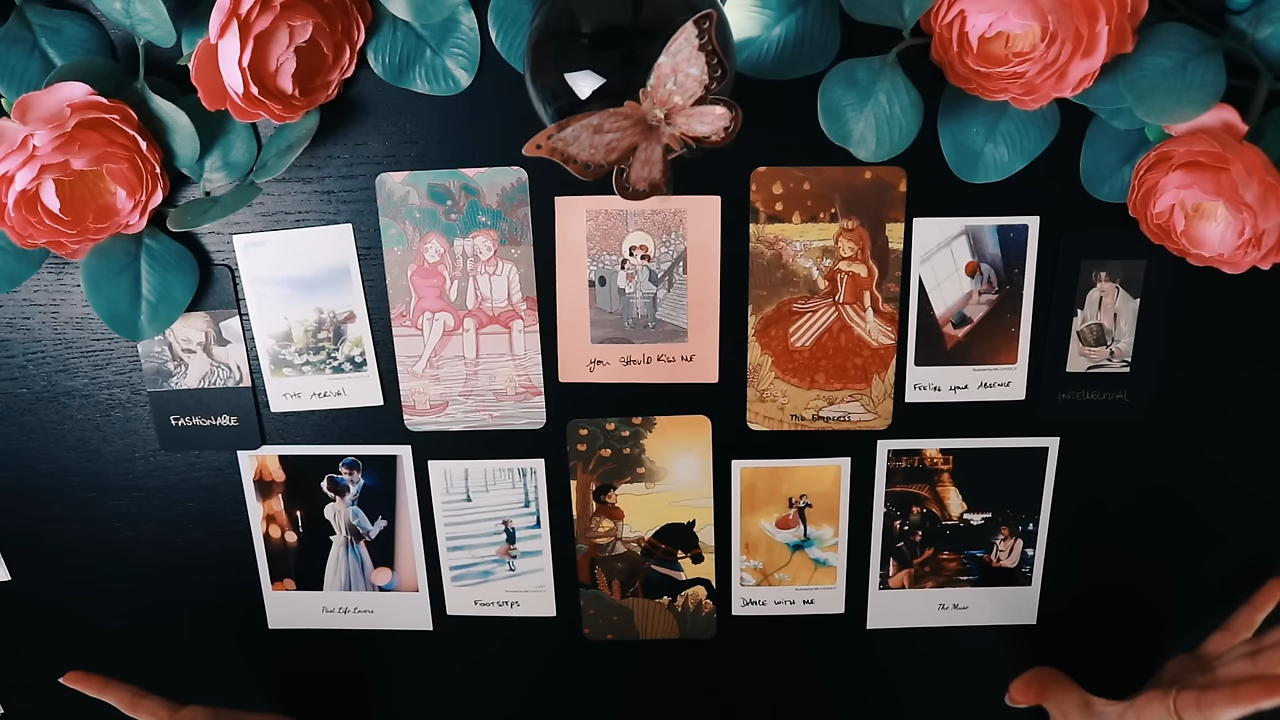 THE ARRIVAL
YOU SHOULD KISS ME
The Empress
FEELING YOUR ABSENCE
INTELLECTUAL
FASHIONABLE
Past Life Lovers
FOOTSTEPS
DANCE WITH ME
The Muse